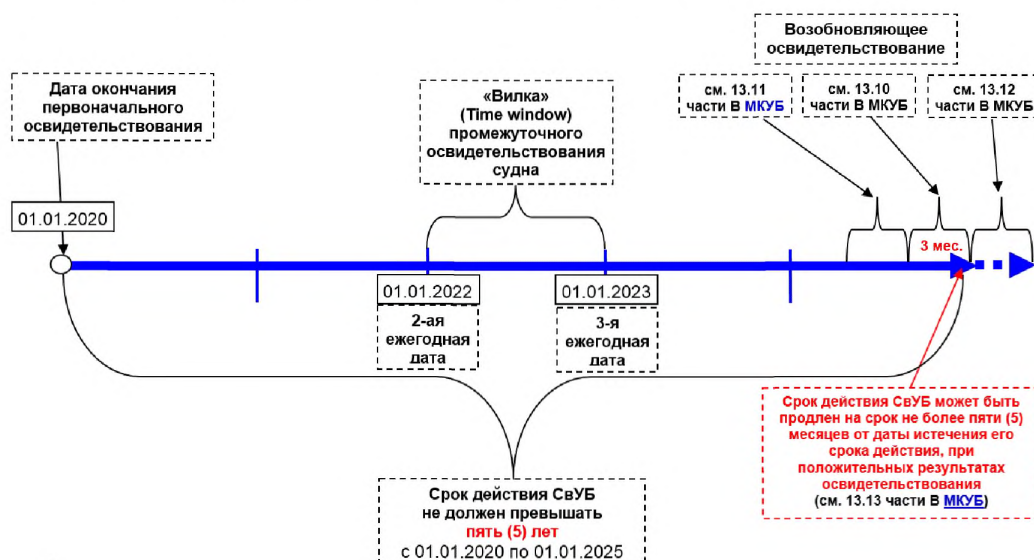 Возобновляющее
освидетельствование
Дата окончания
первоначального
освидетельствования
«Вилка»
(Time window)
промежуточного
освидетельствования
судна
см. 13.11
части В МКУБ
см. 13.10
части В МКУБ
см. 13.12
части В МКУБ
01.01.2020
3 мес.
01.01.2022
01.01.2023
2-ая
ежегодная
дата
3-я
ежегодная
дата
Срок действия СвУБ может быть
продлен на срок не более пяти (5)
месяцев от даты истечения его
срока действия, при
положительных результатах
освидетельствования
(см. 13.13 части В МКУБ)
Срок действия СвУБ
не должен превышать
пять (5) лет
с 01.01.2020 по 01.01.2025